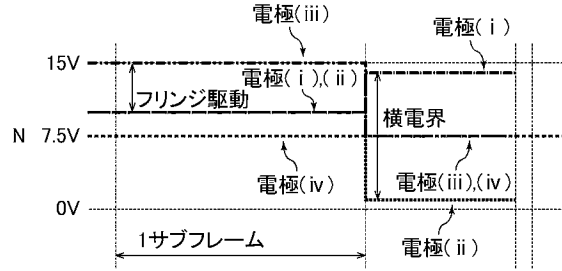 電極(iii)
電極(i)
15V
電極(i),(ii)
フリンジ駆動
横電界
N 7.5V
電極(iv)
電極(iii),(iv)
0V
1サブフレーム
電極(ii)